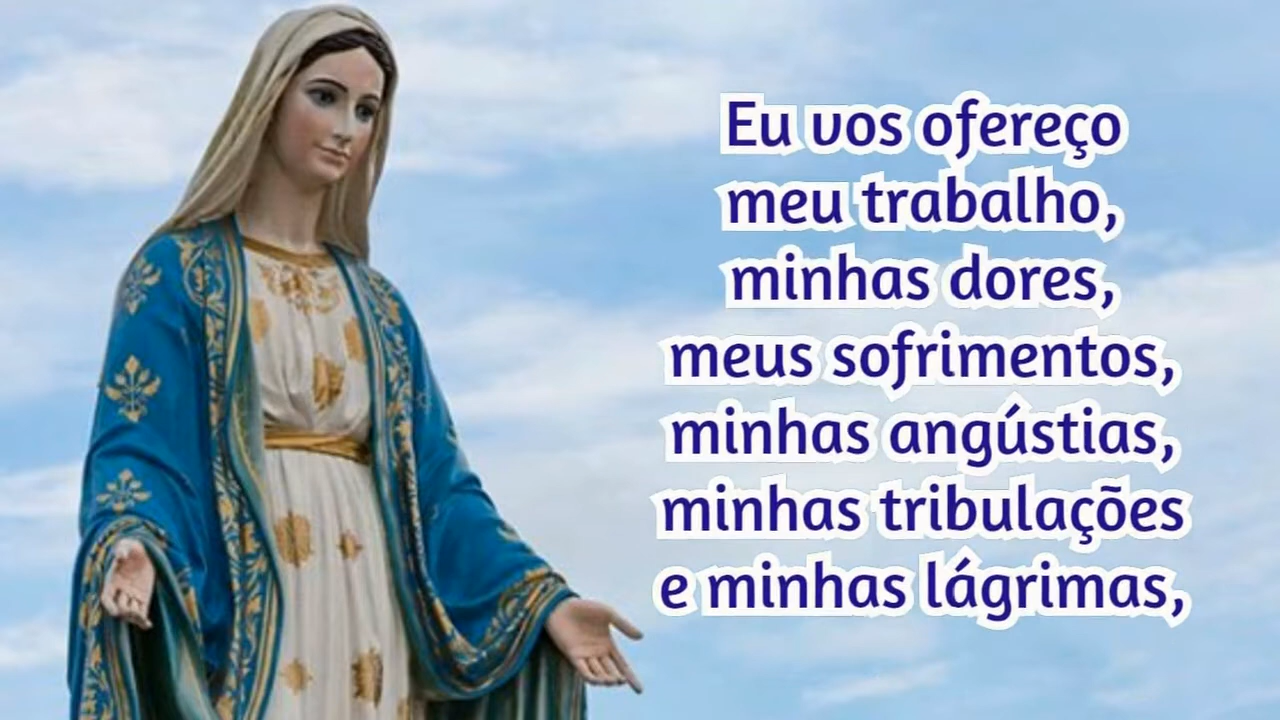 Eu vos ofereço
meu trabalho,
minhas dores,
meus sofrimentos,
minhas angústias,
minhas tribulações
e minhas lágrimas,